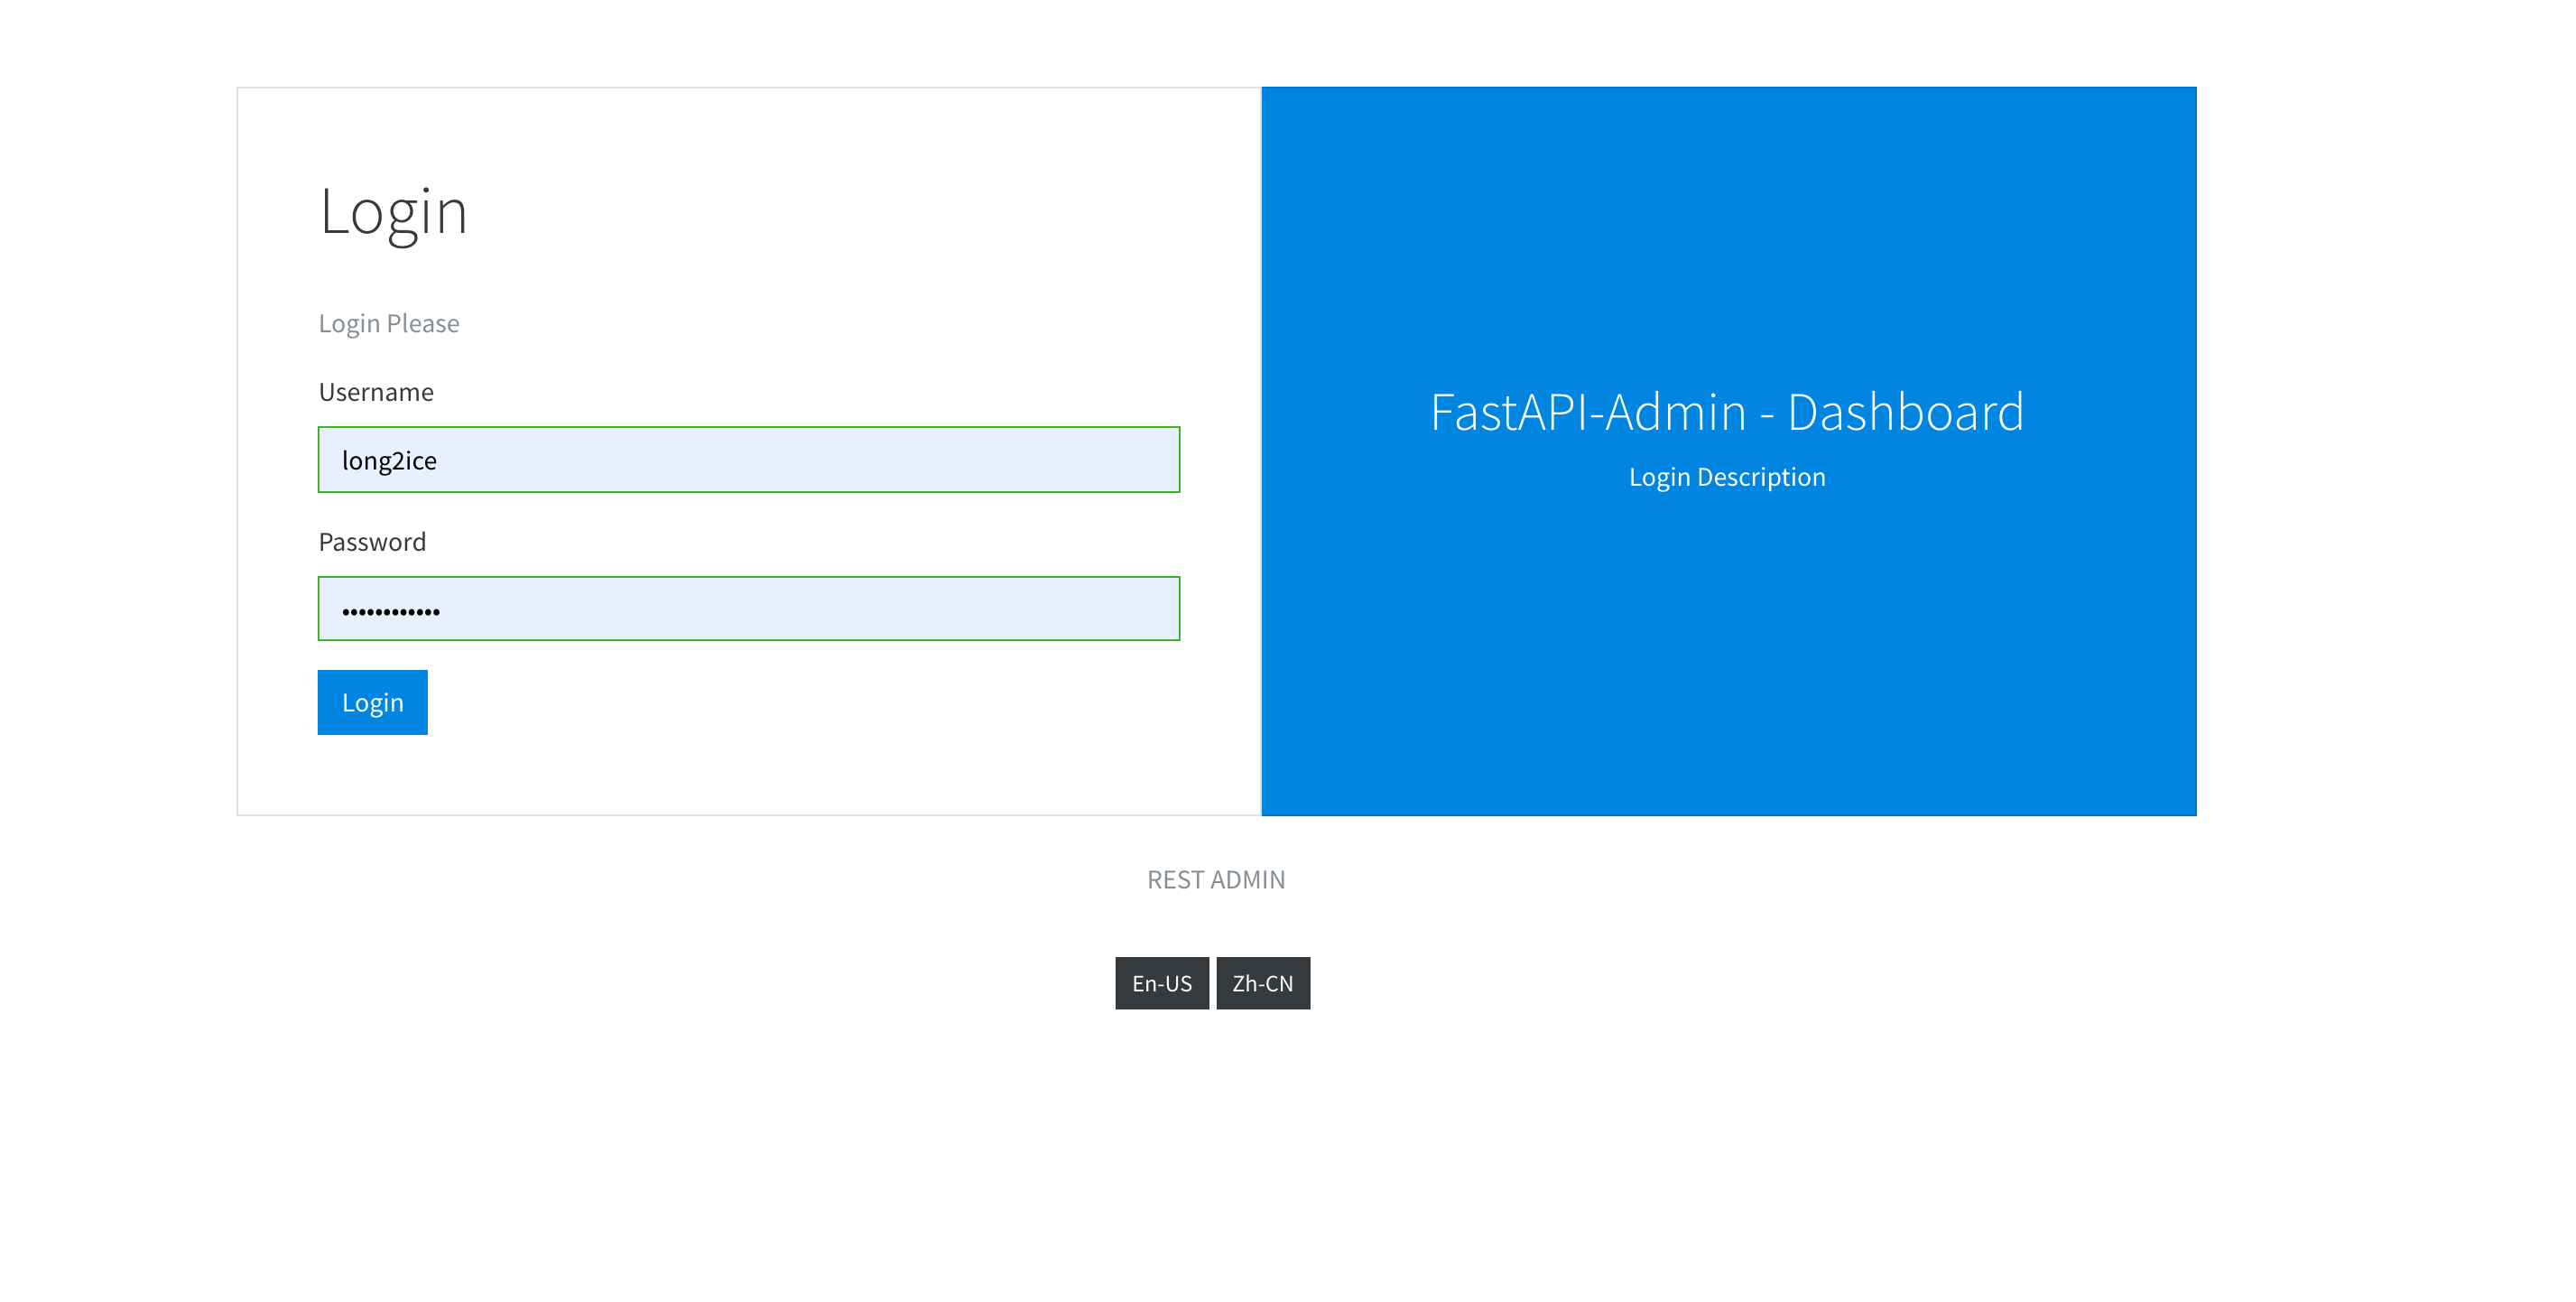 Login
Login Please
Username
long2ice
Password
••••••••••••
Login
FastAPI-Admin - Dashboard
Login Description
REST ADMIN
En-US
Zh-CN